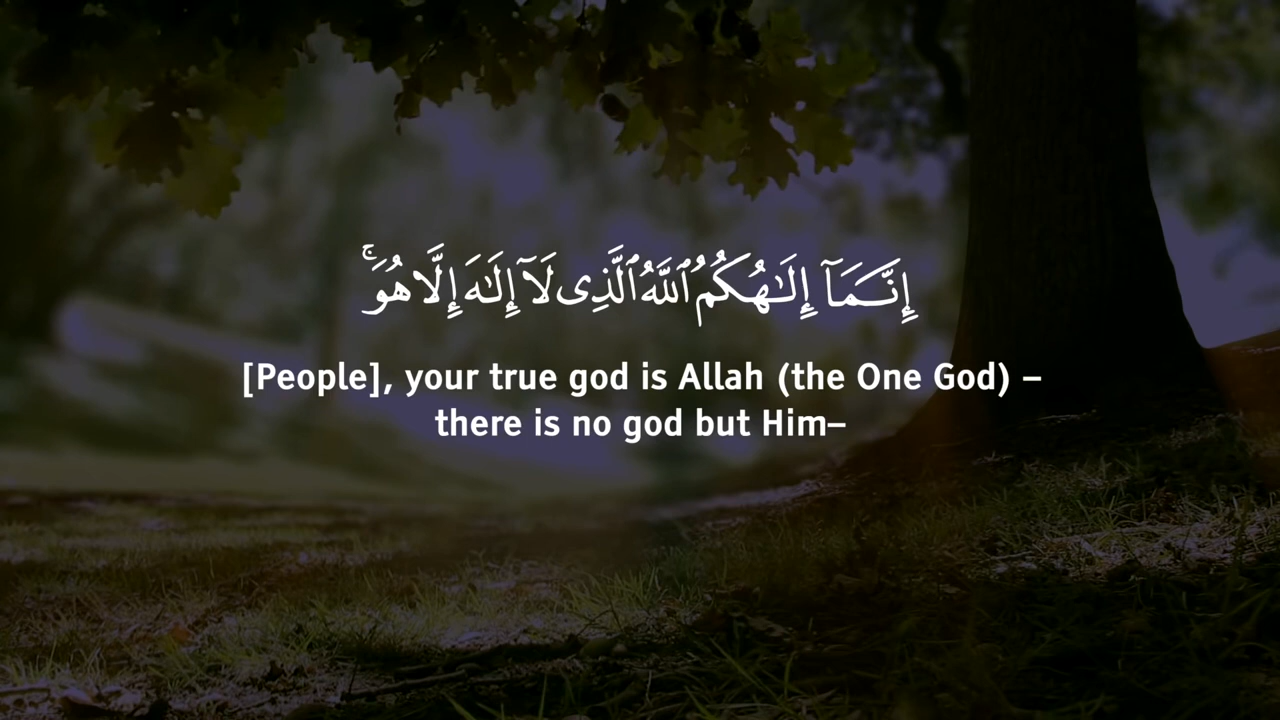 إِنَّمَآ إِلَـٰهُكُمُ ٱللَّهُ ٱلَّذِى لَآ إِلَـٰهَ إِلَّا هُوَ ۚ
[People], your true god is Allah (the One God) –
there is no god but Him–